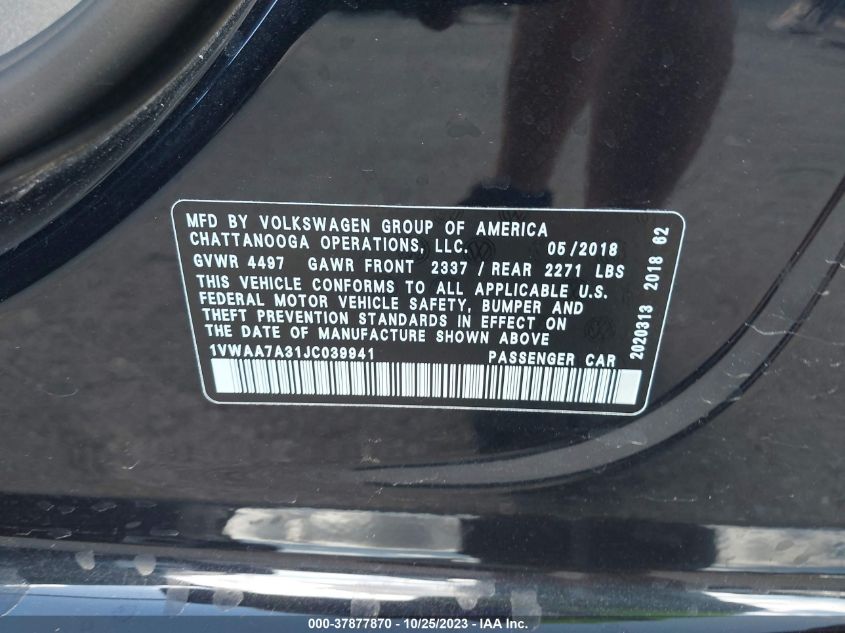 MFD BY VOLKSWAGEN GROUP OF AMERICA
CHATTANOOGA OPERATIONS, LLC. 05/2018
GVWR 4497 GAWR FRONT 2337 / REAR 2271 LBS
THIS VEHICLE CONFORMS TO ALL APPLICABLE U.S.
FEDERAL MOTOR VEHICLE SAFETY, BUMPER AND
THEFT PREVENTION STANDARDS IN EFFECT ON
THE DATE OF MANUFACTURE SHOWN ABOVE
1VWAA7A31JC039941 PASSENGER CAR
2020313 2018 62
000-37877870 - 10/25/2023 - IAA Inc.